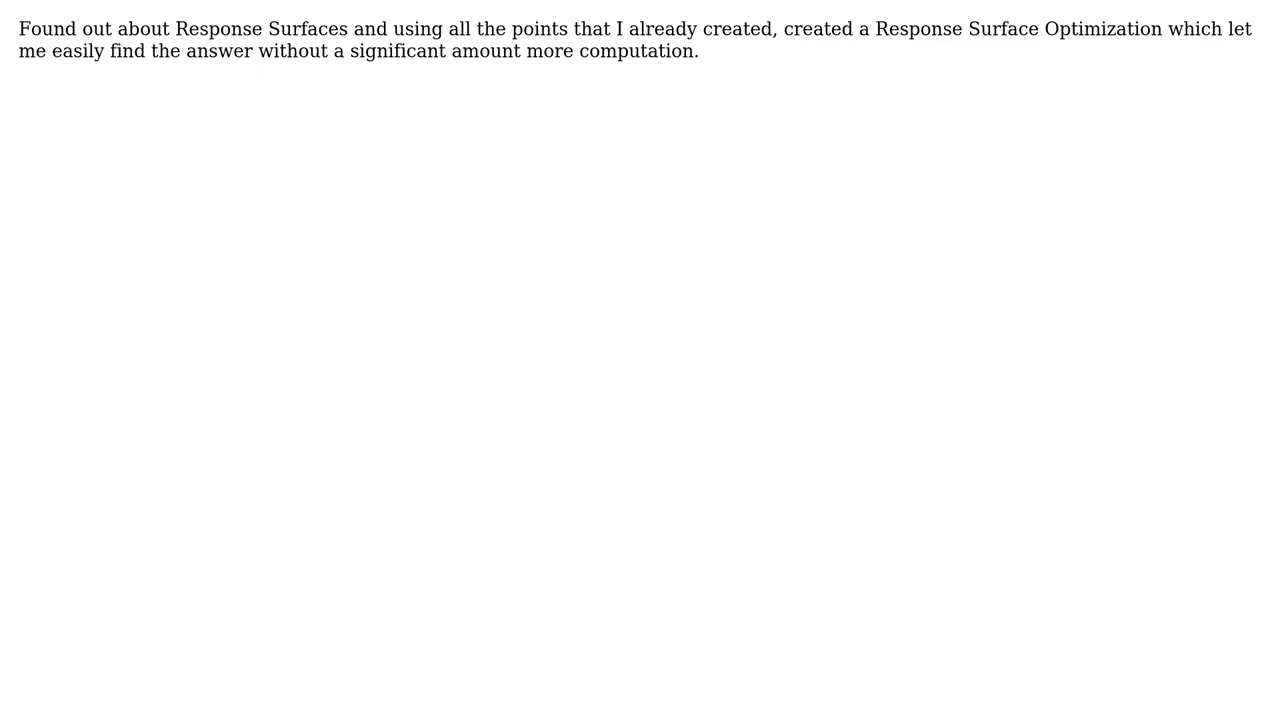 Found out about Response Surfaces and using all the points that I already created, created a Response Surface Optimization which let
me easily find the answer without a significant amount more computation.